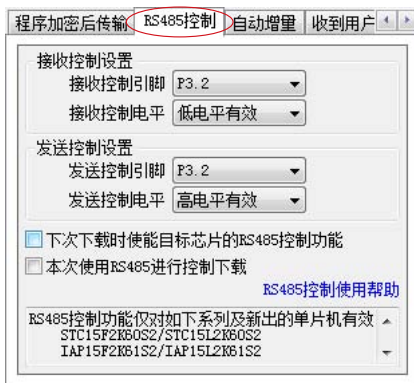 程序加密后传输 RS485控制 自动增量 收到用户
接收控制设置
接收控制引脚 P3.2
接收控制电平 低电平有效
发送控制设置
发送控制引脚 P3.2
发送控制电平 高电平有效
下次下载时使能目标芯片的RS485控制功能
本次使用RS485进行控制下载
RS485控制使用帮助
RS485控制功能仅对如下系列及新出的单片机有效
STC15F2K60S2/STC15L2K60S2
IAP15F2K61S2/IAP15L2K61S2